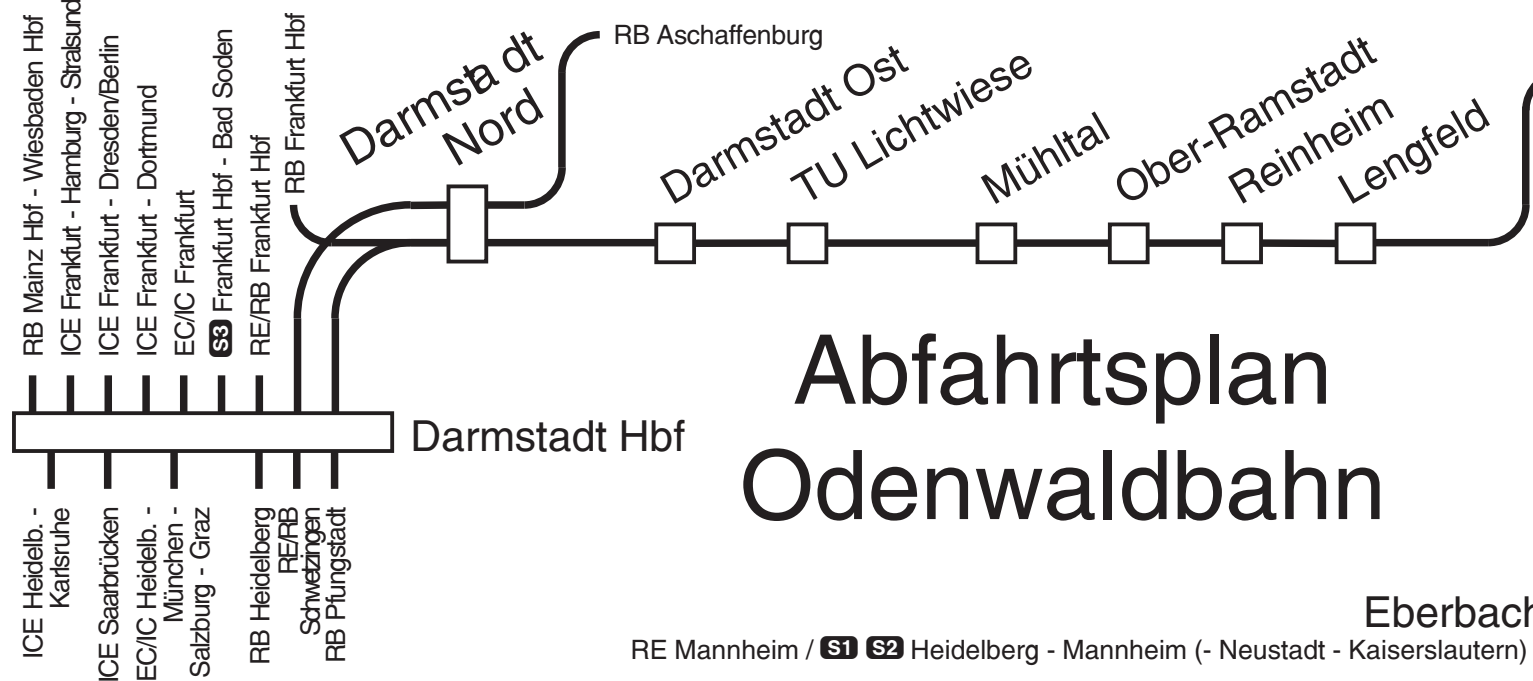 RB Mainz Hbf - Wiesbaden Hbf
ICE Frankfurt - Hamburg - Stralsund
ICE Frankfurt - Dresden/Berlin
ICE Frankfurt - Dortmund
EC/IC Frankfurt
S3 Frankfurt Hbf - Bad Soden
RE/RB Frankfurt Hbf
RB Frankfurt Hbf
Darmsta dt
Nord
RB Aschaffenburg
Darmstadt Ost
TU Lichtwiese
Mühltal
Ober-Ramstadt
Reinheim
Lengfeld
Darmstadt Hbf
Abfahrtsplan
Odenwaldbahn
ICE Heidelb. -
Karlsruhe
ICE Saarbrücken
EC/IC Heidelb. -
München -
Salzburg - Graz
RB Heidelberg
RE/RB
Schwetzingen
RB Pfungstadt
Eberbach
RE Mannheim / S1 S2 Heidelberg - Mannheim (- Neustadt - Kaiserslautern)